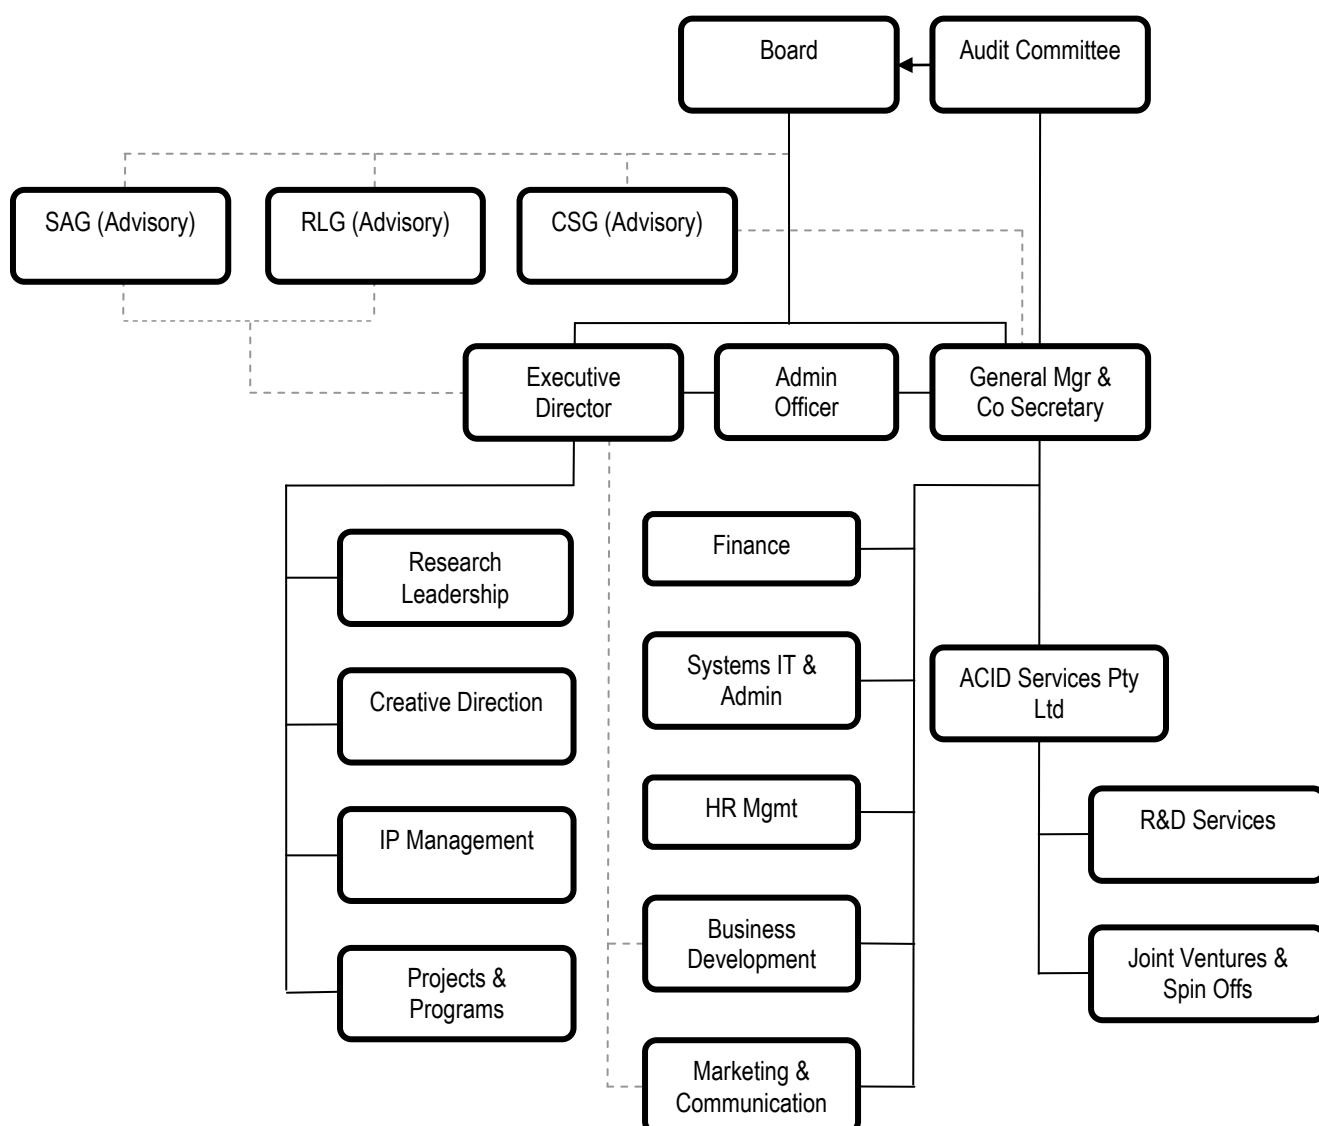 Board
Audit Committee
SAG (Advisory)
RLG (Advisory)
CSG (Advisory)
Executive
Director
Admin
Officer
General Mgr &
Co Secretary
Research
Leadership
Creative Direction
IP Management
Projects &
Programs
Finance
Systems IT &
Admin
HR Mgmt
Business
Development
Marketing &
Communication
ACID Services Pty
Ltd
R&D Services
Joint Ventures &
Spin Offs